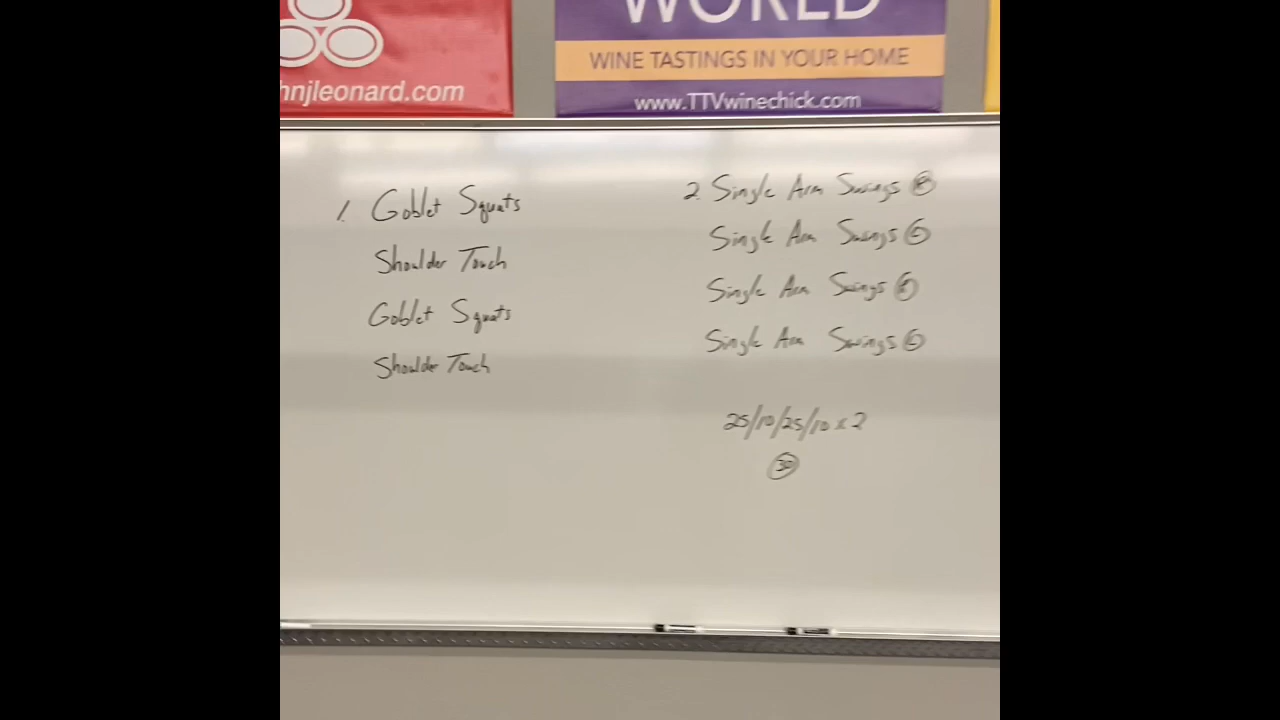 WORLD
WINE TASTINGS IN YOUR HOME
hnjleonard.com
www.TTVwinechick.com
1. Goblet Squats
Shoulder Touch
Goblet Squats
Shoulder Touch
2. Single Arm Swings R
Single Arm Swings L
Single Arm Swings R
Single Arm Swings L
25/10/25/10 x 2
30